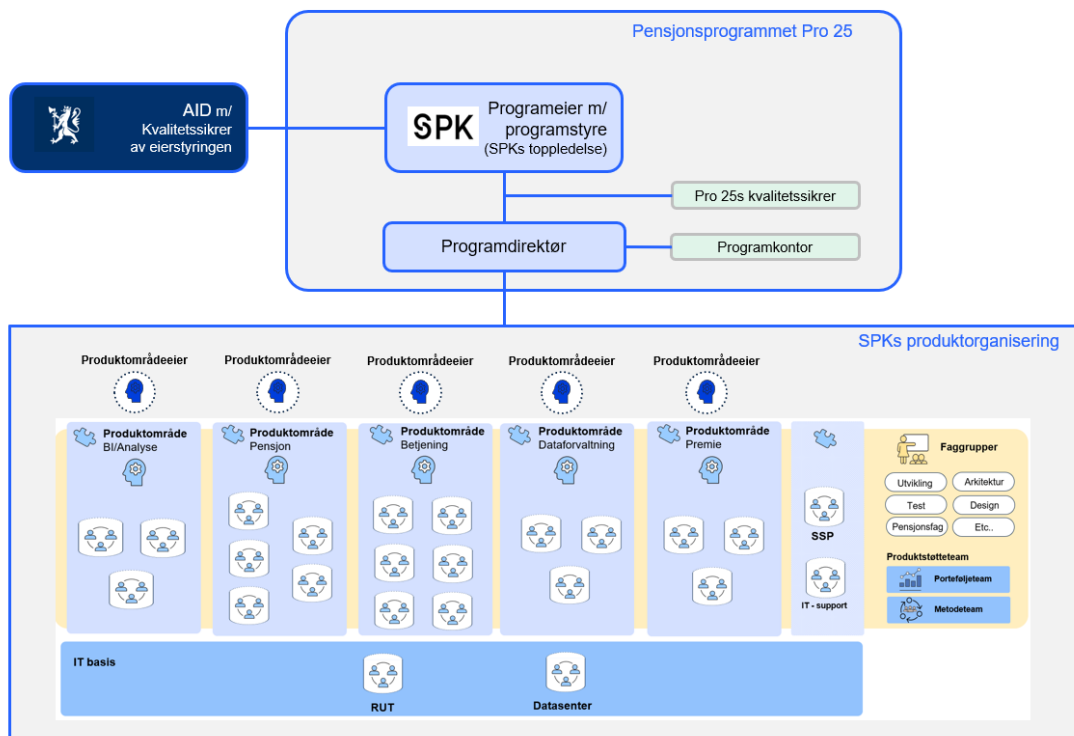 Pensjonsprogrammet Pro 25
AID m/
Kvalitetssikrer
av eierstyringen
SPK
Programeier m/
programstyre
(SPKs toppledelse)
Pro 25s kvalitetssikrer
Programdirektør
Programkontor
SPKs produktorganisering
Produktområdeeier
Produktområdeeier
Produktområdeeier
Produktområdeeier
Produktområdeeier
Produktområde
BI/Analyse
Produktområde
Pensjon
Produktområde
Betjening
Produktområde
Dataforvaltning
Produktområde
Premie
SSP
IT - support
Faggrupper
Utvikling
Arkitektur
Test
Design
Pensjonsfag
Etc..
Produktstøtteteam
Porteføljeteam
Metodeteam
IT basis
RUT
Datasenter